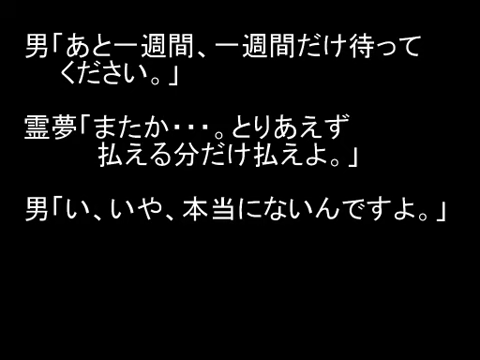 男「あと一週間、一週間だけ待って
ください。」
霊夢「またか・・・。とりあえず
払える分だけ払えよ。」
男「い、いや、本当にないんですよ。」